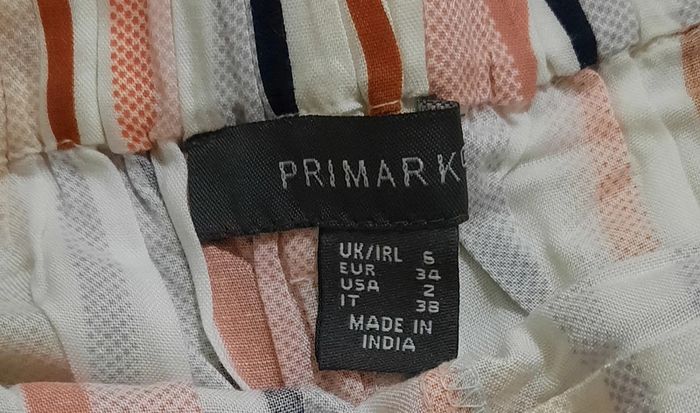 PRIMARK
UK/IRL 6
EUR 34
USA 2
IT 38
MADE IN
INDIA